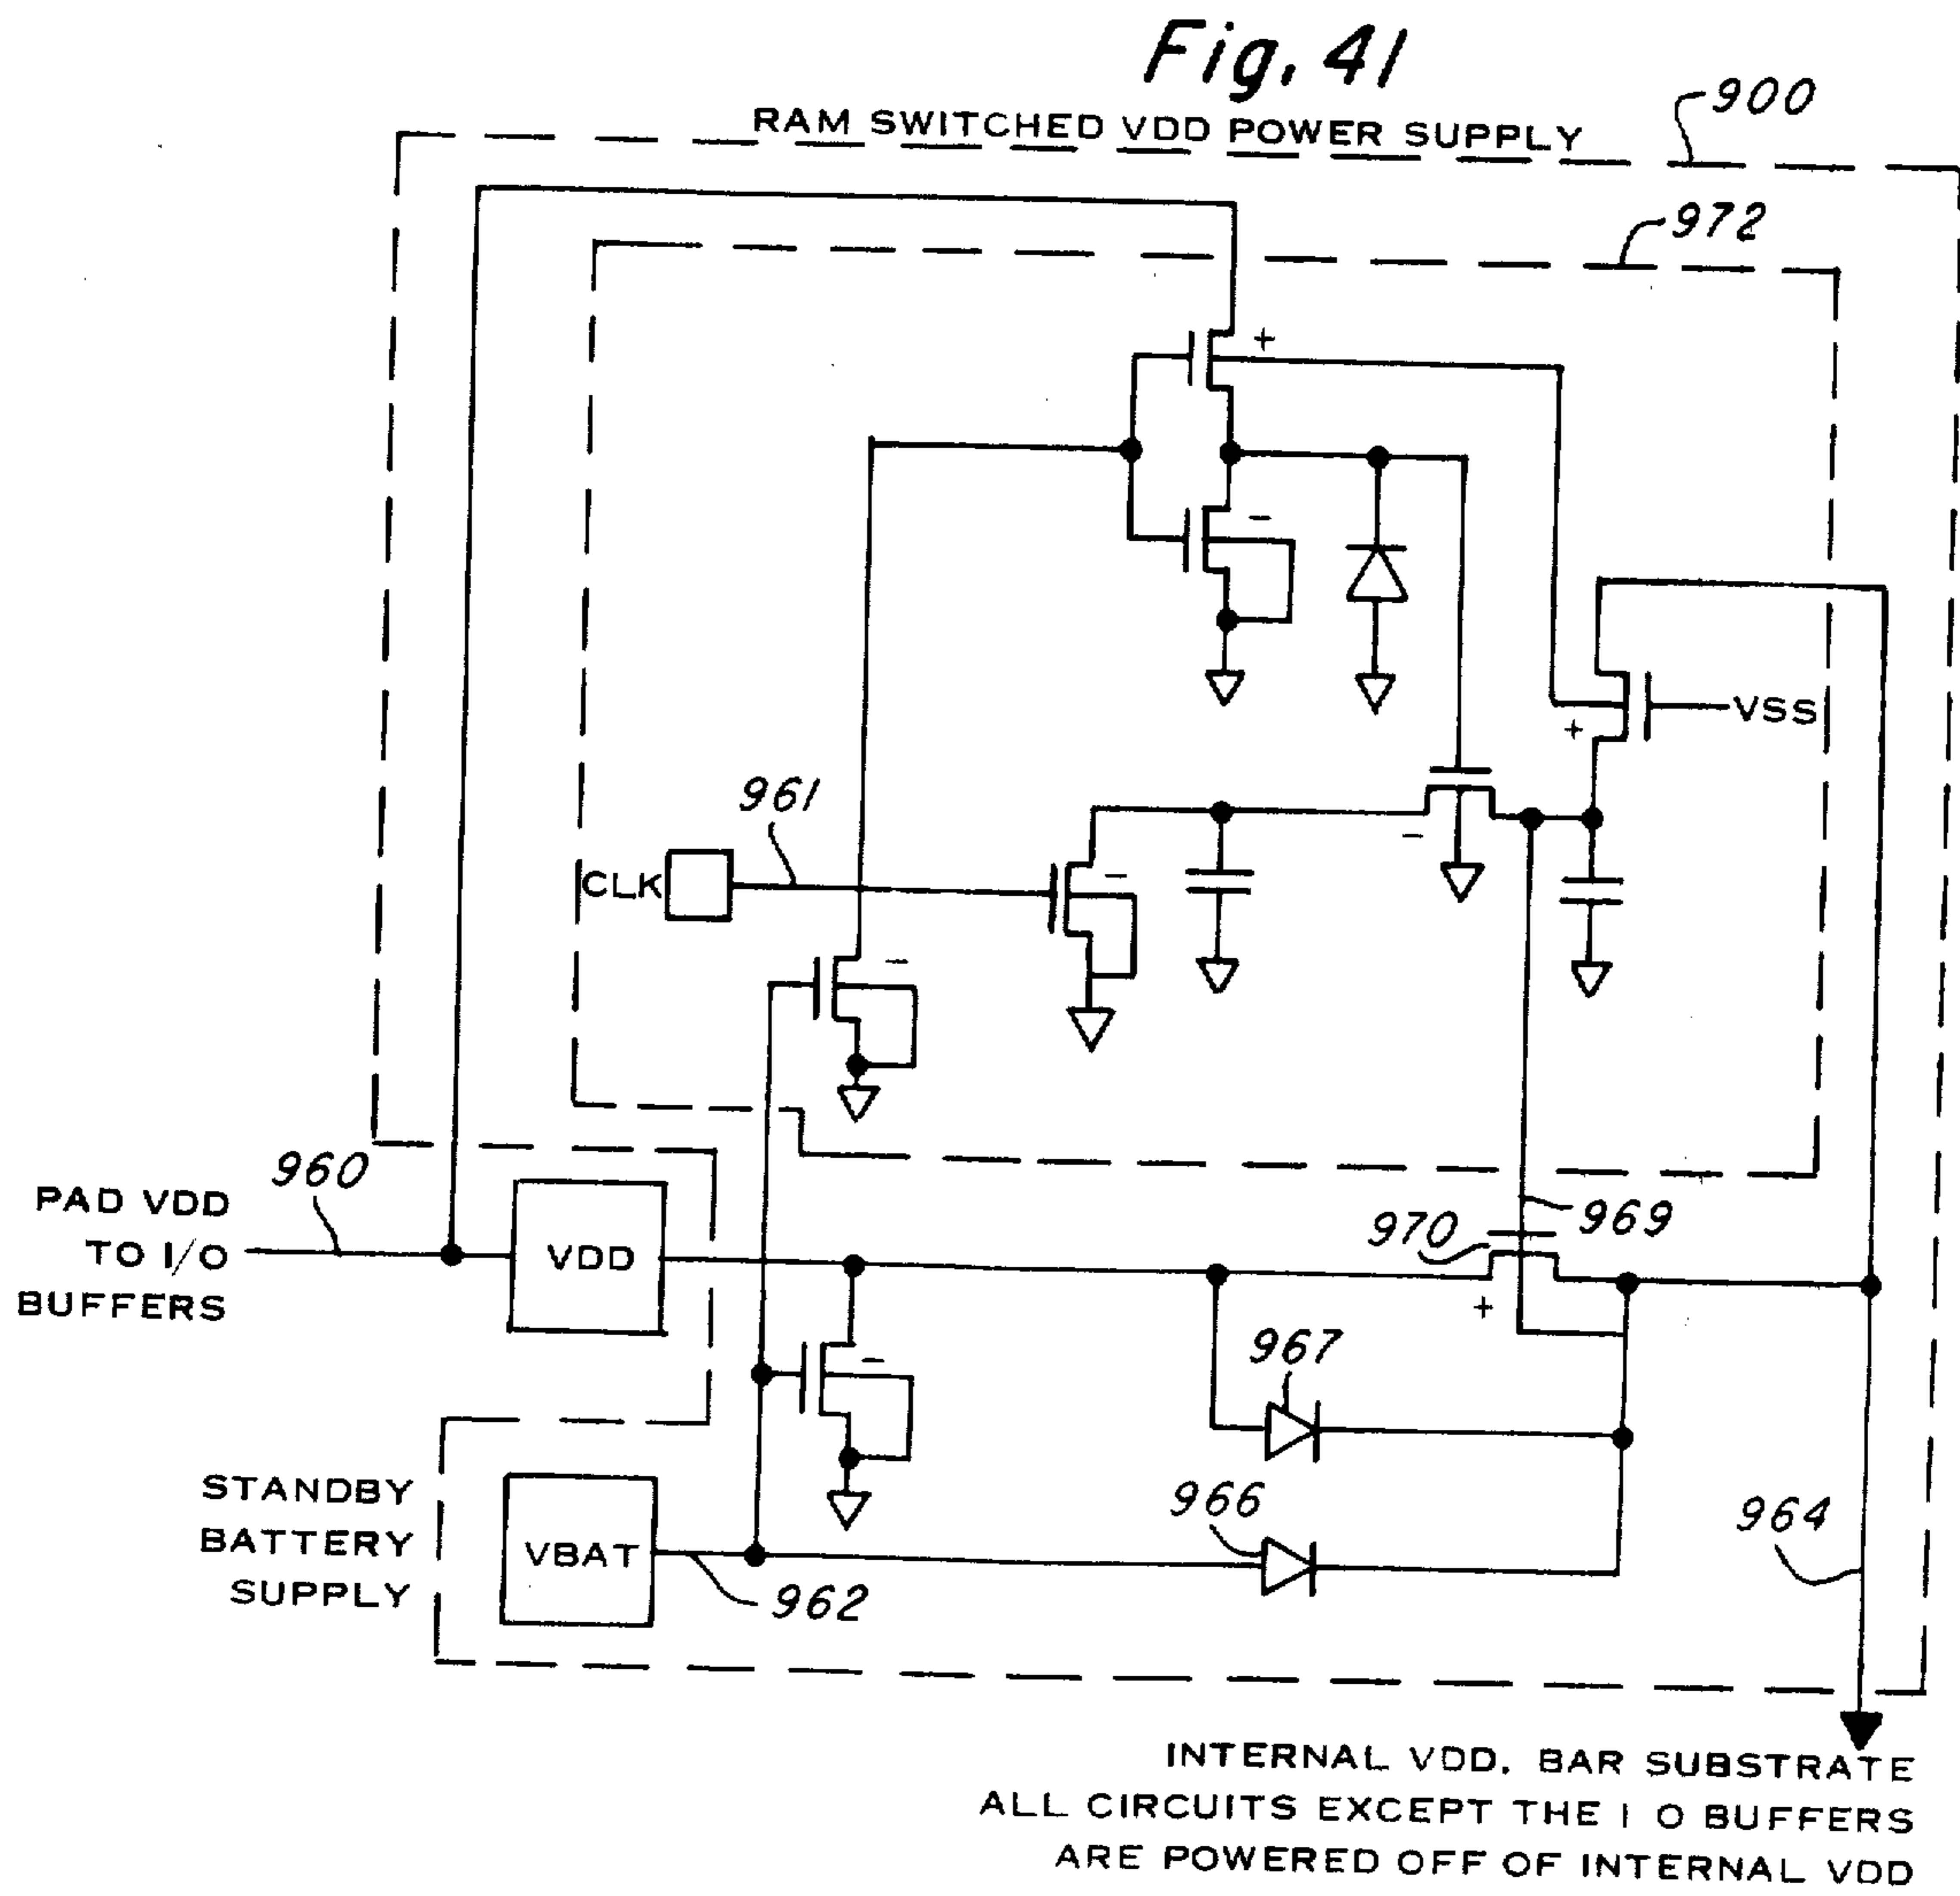 Fig. 41
RAM SWITCHED VDD POWER SUPPLY
900
972
+
-
+
VSS
961
-
CLK
-
-
960
PAD VDD
TO I/O
BUFFERS
VDD
970
969
+
967
-
STANDBY
BATTERY
SUPPLY
VBAT
962
966
964
INTERNAL VDD. BAR SUBSTRATE
ALL CIRCUITS EXCEPT THE I O BUFFERS
ARE POWERED OFF OF INTERNAL VDD